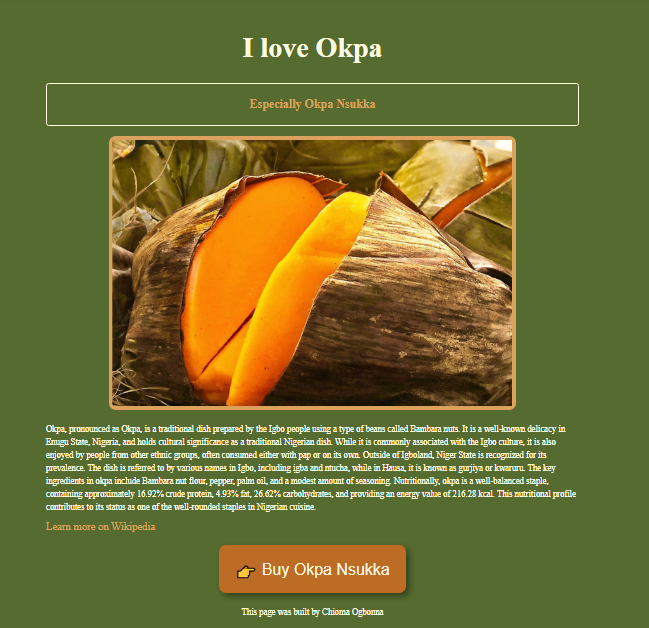 I love Okpa
Especially Okpa Nsukka
Okpa, pronounced as Ọkpa, is a traditional dish prepared by the Igbo people using a type of beans called Bambara nuts. It is a well-known delicacy in
Enugu State, Nigeria, and holds cultural significance as a traditional Nigerian dish. While it is commonly associated with the Igbo culture, it is also
enjoyed by people from other ethnic groups, often consumed either with pap or on its own. Outside of Igboland, Niger State is recognized for its
prevalence. The dish is referred to by various names in Igbo, including igba and ntucha, while in Hausa, it is known as gurjiya or kwaruru. The key
ingredients in okpa include Bambara nut flour, pepper, palm oil, and a modest amount of seasoning. Nutritionally, okpa is a well-balanced staple,
containing approximately 16.92% crude protein, 4.93% fat, 26.62% carbohydrates, and providing an energy value of 216.28 kcal. This nutritional profile
contributes to its status as one of the well-rounded staples in Nigerian cuisine.
Learn more on Wikipedia
👉 Buy Okpa Nsukka
This page was built by Chioma Ogbonna